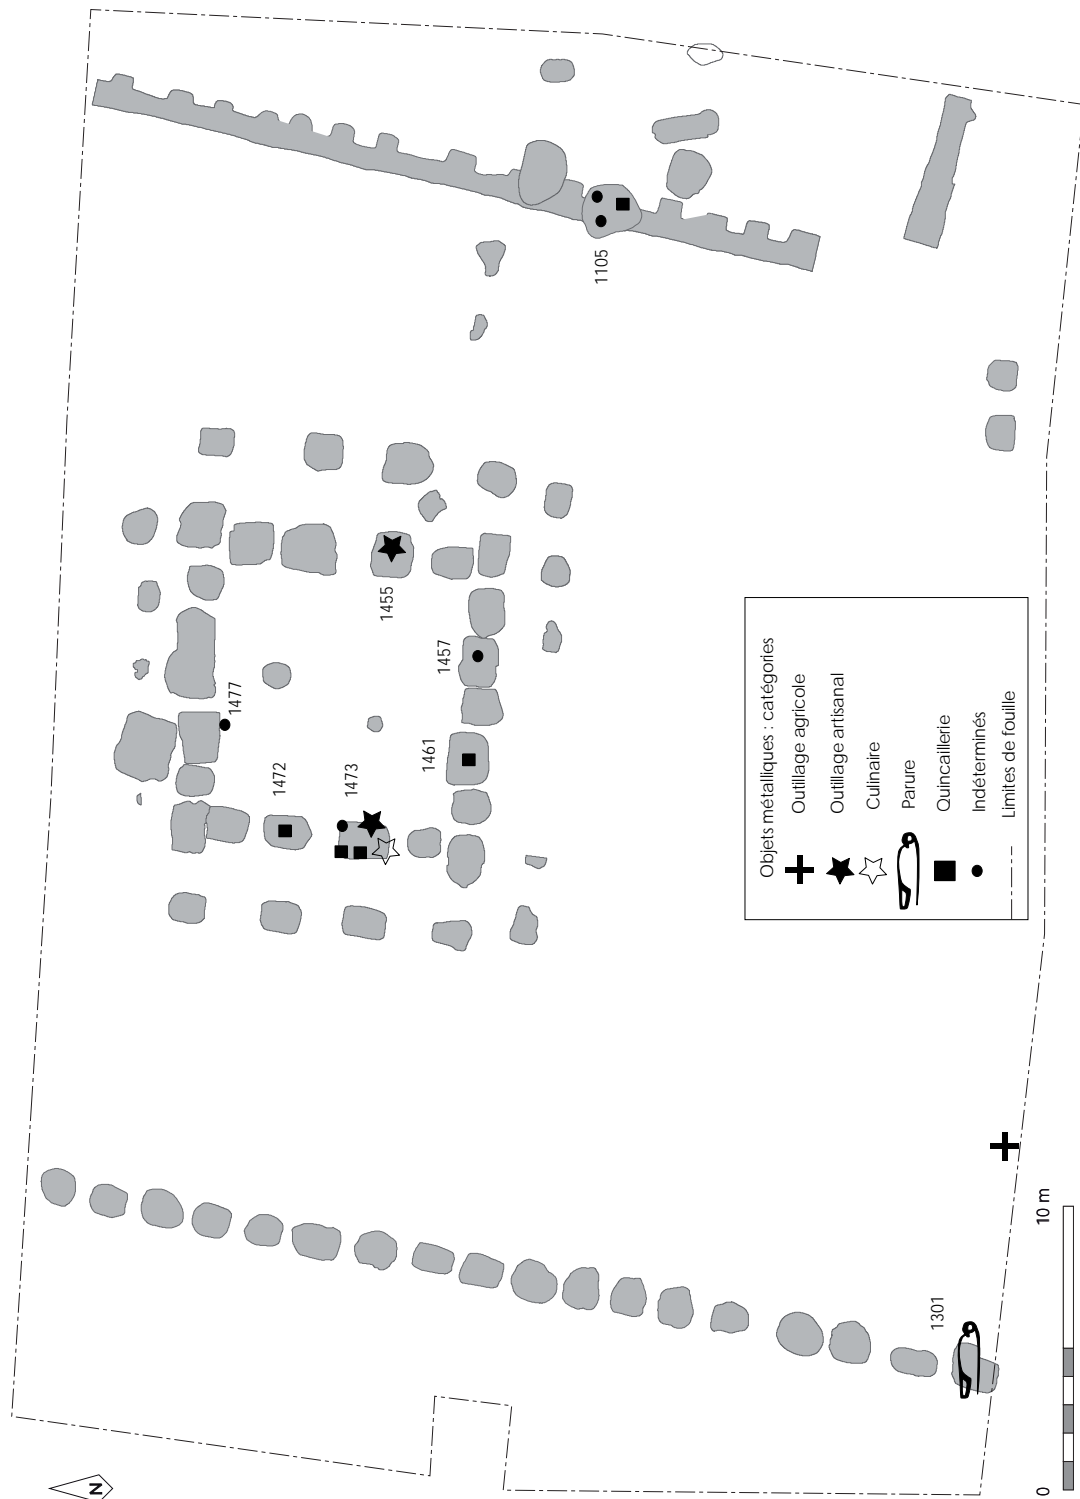 1105
1477
1455
1457
1472
1473
1461
1301
Objets métalliques : catégories
Outillage agricole
Outillage artisanal
Culinaire
Parure
Quincaillerie
Indéterminés
Limites de fouille
0
10 m
N